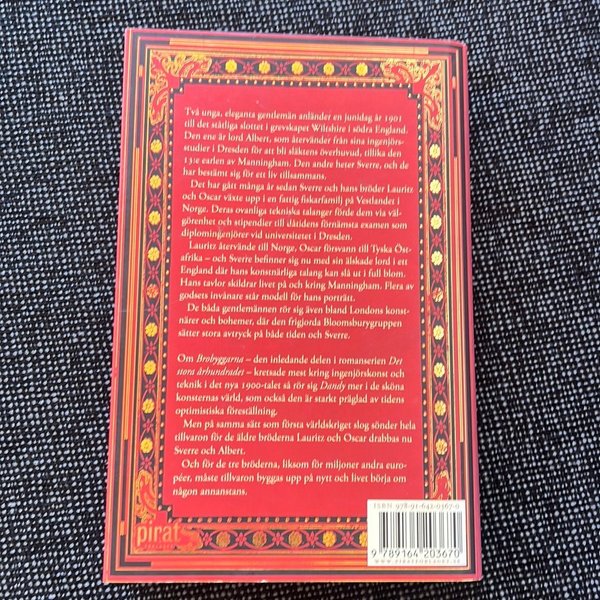 Två unga, eleganta gentlemän anländer en junidag år 1901
till det ståtliga slottet i grevskapet Wiltshire i södra England.
Den ene är lord Albert, som återvänder från sina ingenjörs-
studier i Dresden för att bli släktens överhuvud, tillika den
13:e earlen av Manningham. Den andre heter Sverre, och de
har bestämt sig för ett liv tillsammans.
Det har gått många år sedan Sverre och hans bröder Lauritz
och Oscar växte upp i en fattig fiskarfamilj på Vestlandet i
Norge. Deras ovanliga tekniska talanger förde dem via väl-
görenhet och stipendier till dåtidens förnämsta examen som
diplomingenjörer vid universitetet i Dresden.
Lauritz återvände till Norge, Oscar försvann till Tyska Öst-
afrika – och Sverre befinner sig nu med sin älskade lord i ett
England där hans konstnärliga talang kan slå ut i full blom.
Hans tavlor skildrar livet på och kring Manningham. Flera av
godsets invånare står modell för hans porträtt.
De båda gentlemännen rör sig även bland Londons konst-
närer och bohemer, där den frigjorda Bloomsburygruppen
sätter stora avtryck på både tiden och Sverre.
Om Brobyggarna – den inledande delen i romanserien Det
stora århundradet – kretsade mest kring ingenjörskonst och
teknik i det nya 1900-talet så rör sig Dandy mer i de sköna
konsternas värld, som också den är starkt präglad av tidens
optimistiska föreställning.
Men på samma sätt som första världskriget slog sönder hela
tillvaron för de äldre bröderna Lauritz och Oscar drabbas nu
Sverre och Albert.
Och för de tre bröderna, liksom för miljoner andra euro-
péer, måste tillvaron byggas upp på nytt och livet börja om
någon annanstans.
pirat
ISBN 978-91-642-0367-0
9 789164 203670
WWW.PIRATFORLAGET.SE